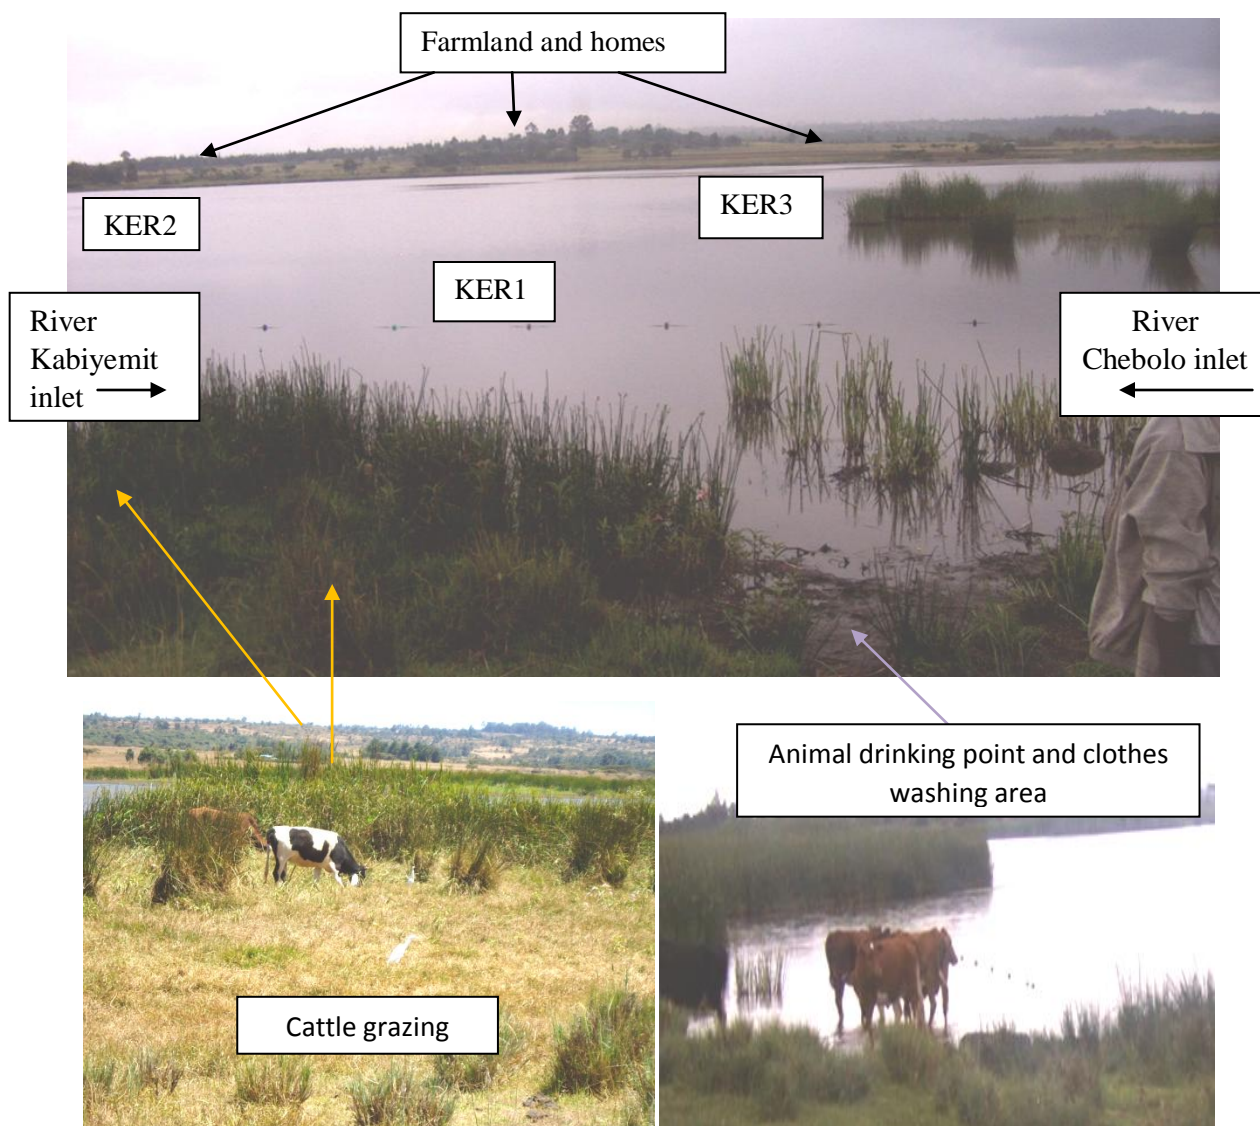 Farmland and homes
KER2
KER3
KER1
River
Kabiyemit
inlet
River
Chebolo inlet
Animal drinking point and clothes
washing area
Cattle grazing